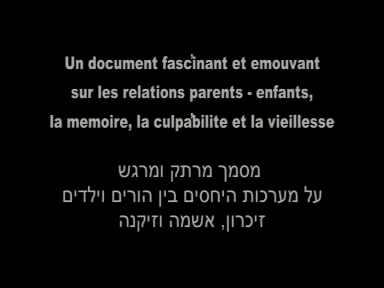 Un document fascinant et emouvant
sur les relations parents - enfants,
la memoire, la culpabilite et la vieillesse
מסמך מרתק ומרגש
על מערכות היחסים בין הורים וילדים
זיכרון, אשמה וזיקנה